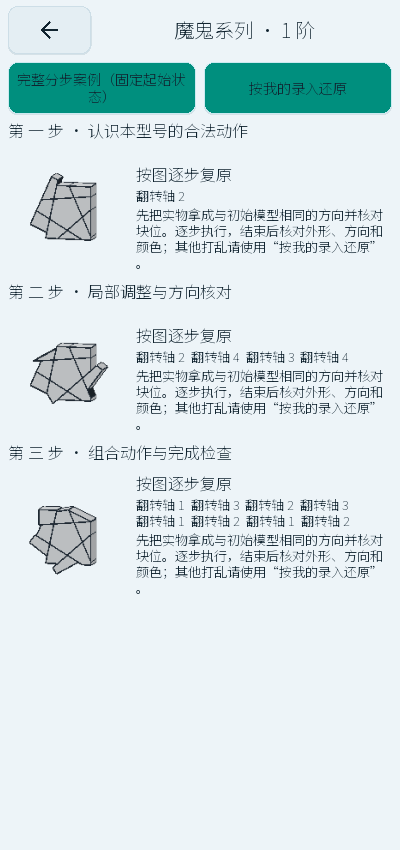 魔鬼系列 · 1 阶
完整分步案例（固定起始状
态）
按我的录入还原
第一步 · 认识本型号的合法动作
按图逐步复原
翻转轴 2
先把实物拿成与初始模型相同的方向并核对
块位。逐步执行，结束后核对外形、方向和
颜色；其他打乱请使用“按我的录入还原”
。
第二步 · 局部调整与方向核对
按图逐步复原
翻转轴 2 翻转轴 4 翻转轴 3 翻转轴 4
先把实物拿成与初始模型相同的方向并核对
块位。逐步执行，结束后核对外形、方向和
颜色；其他打乱请使用“按我的录入还原”
。
第三步 · 组合动作与完成检查
按图逐步复原
翻转轴 1 翻转轴 3 翻转轴 2 翻转轴 3
翻转轴 1 翻转轴 2 翻转轴 1 翻转轴 2
先把实物拿成与初始模型相同的方向并核对
块位。逐步执行，结束后核对外形、方向和
颜色；其他打乱请使用“按我的录入还原”
。